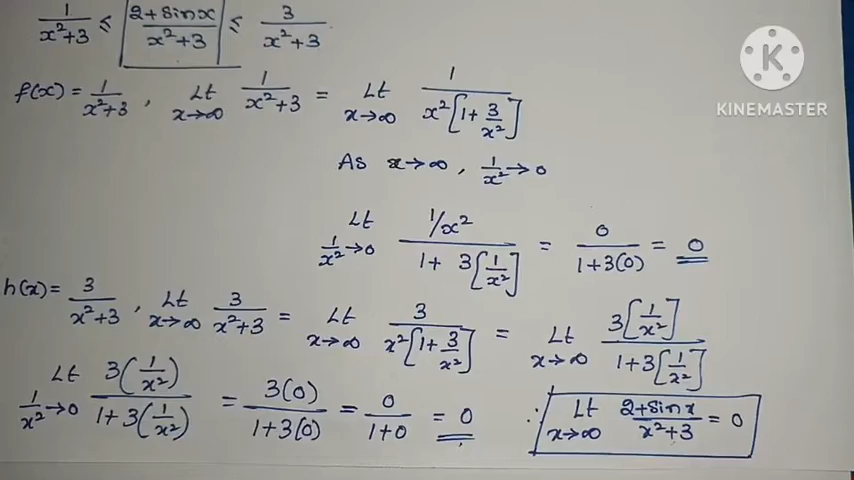 1/(x²+3) ≤ (2+sinx)/(x²+3) ≤ 3/(x²+3)
f(x) = 1/(x²+3) , Lt x→∞ 1/(x²+3) = Lt x→∞ 1/(x²[1+3/x²])
As x→∞ , 1/x²→0
Lt 1/x²→0 (1/x²)/(1+3[1/x²]) = 0/(1+3(0)) = 0
h(x) = 3/(x²+3) , Lt x→∞ 3/(x²+3) = Lt x→∞ 3/(x²[1+3/x²]) = Lt x→∞ 3[1/x²]/(1+3[1/x²])
Lt 1/x²→0 3(1/x²)/(1+3(1/x²)) = 3(0)/(1+3(0)) = 0/(1+0) = 0
∴ Lt x→∞ (2+sinx)/(x²+3) = 0
K
KINEMASTER